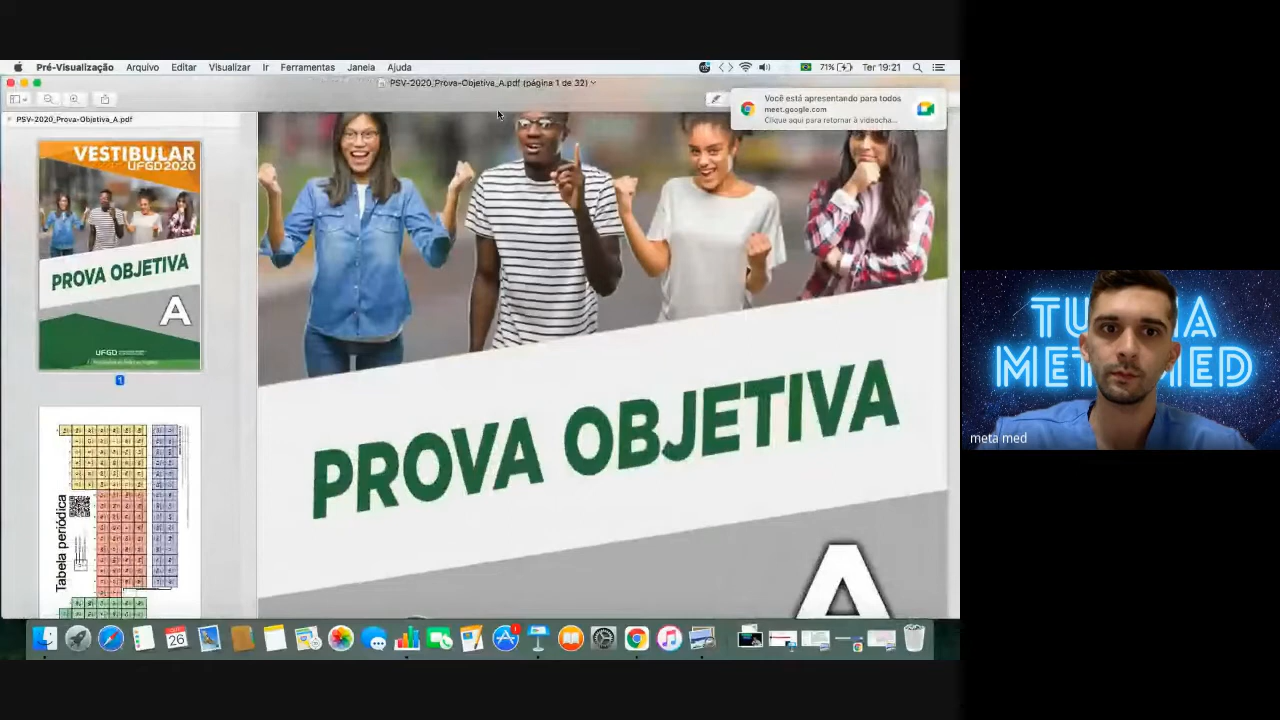 Pré-Visualização Arquivo Editar Visualizar Ir Ferramentas Janela Ajuda
71% Ter 19:21
PSV-2020_Prova-Objetiva_A.pdf (página 1 de 32)
Você está apresentando para todos
meet.google.com
Clique aqui para retornar à videocha...
PSV-2020_Prova-Objetiva_A.pdf
VESTIBULAR
UFGD2020
PROVA OBJETIVA
A
UFGD
1
Tabela periódica
PROVA OBJETIVA
A
26
META MED
meta med